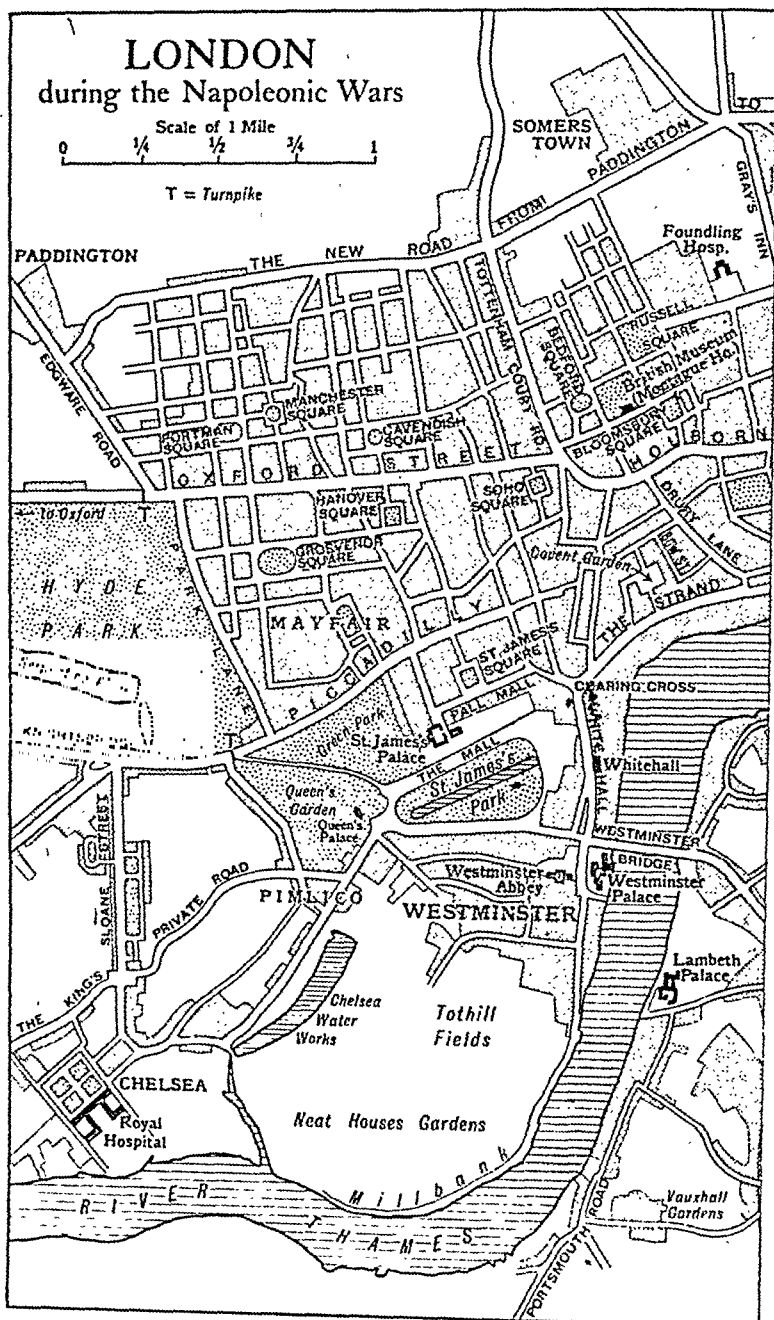 LONDON
during the Napoleonic Wars
Scale of 1 Mile
0 1/4 1/2 3/4 1
T = Turnpike
SOMERS
TOWN
TO
GRAY'S INN
FROM PADDINGTON
PADDINGTON
THE NEW ROAD
Foundling
Hosp.
EDGWARE ROAD
TOTTENHAM COURT RD.
BEDFORD
SQUARE
RUSSELL
SQUARE
British Museum
(Montague Ho.)
MANCHESTER
SQUARE
PORTMAN
SQUARE
CAVENDISH
SQUARE
BLOOMSBURY
SQUARE
HOLBORN
OXFORD STREET
T
← to Oxford
HANOVER
SQUARE
SOHO
SQUARE
DRURY LANE
BOW ST.
Covent Garden
GROSVENOR
SQUARE
HYDE
PARK
PARK LANE
MAYFAIR
PICCADILLY
THE STRAND
ST. JAMES'S
SQUARE
PALL MALL
CHARING CROSS
T
Green Park
St. James's
Palace
THE MALL
St. James's
Park
WHITE HALL
Whitehall
Queen's
Garden
Queen's
Palace
WESTMINSTER
BRIDGE
Westminster
Abbey
Westminster
Palace
SLOANE STREET
THE KING'S PRIVATE ROAD
PIMLICO
WESTMINSTER
Lambeth
Palace
Chelsea
Water
Works
Tothill
Fields
CHELSEA
Royal
Hospital
Neat Houses Gardens
Millbank
RIVER THAMES
Vauxhall
Gardens
PORTSMOUTH ROAD